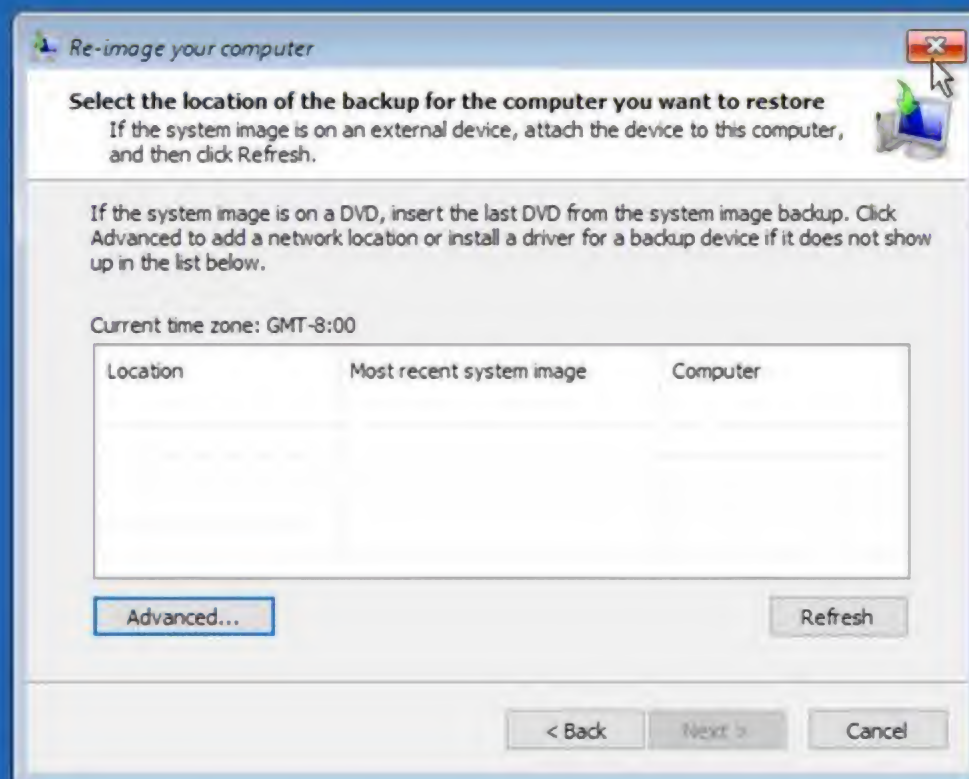 Re-image your computer
Select the location of the backup for the computer you want to restore
If the system image is on an external device, attach the device to this computer,
and then click Refresh.
If the system image is on a DVD, insert the last DVD from the system image backup. Click
Advanced to add a network location or install a driver for a backup device if it does not show
up in the list below.
Current time zone: GMT-8:00
Location Most recent system image Computer
Advanced... Refresh
< Back Next > Cancel